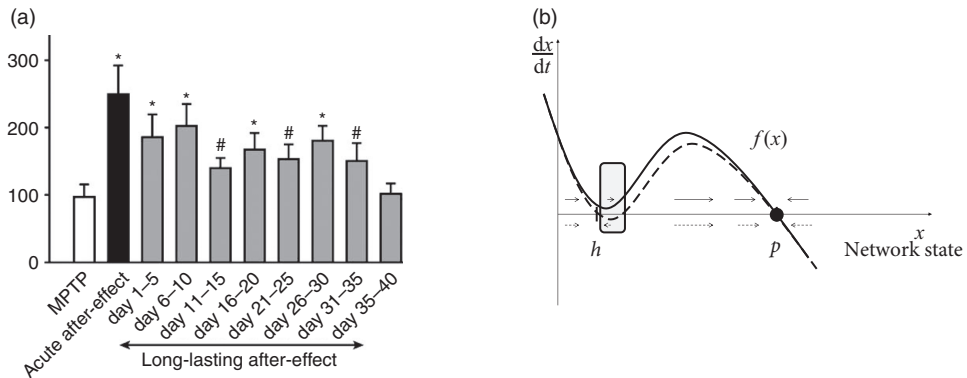 (a)
300
200
100
0
*
*
*
#
*
#
*
#
MPTP
Acute after-effect
day 1–5
day 6–10
day 11–15
day 16–20
day 21–25
day 26–30
day 31–35
day 35–40
Long-lasting after-effect
(b)
dx
dt
f(x)
h
p
x
Network state